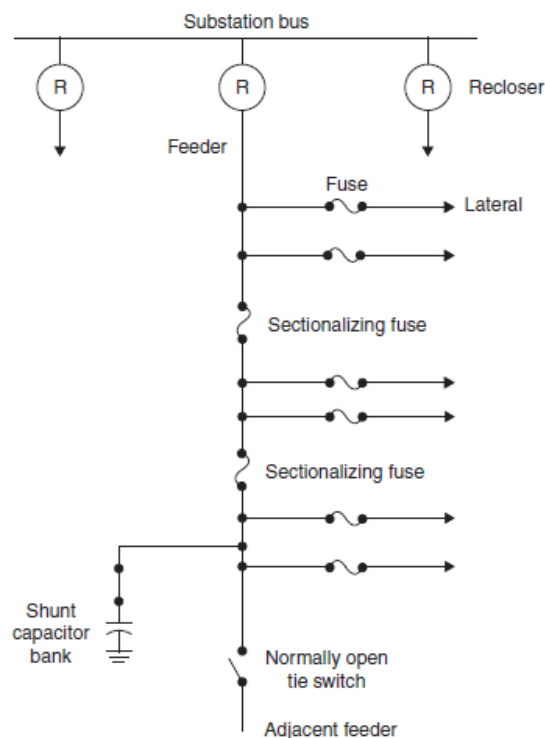 Substation bus
R
R
R
Recloser
Feeder
Fuse
Lateral
Sectionalizing fuse
Sectionalizing fuse
Shunt
capacitor
bank
Normally open
tie switch
Adjacent feeder